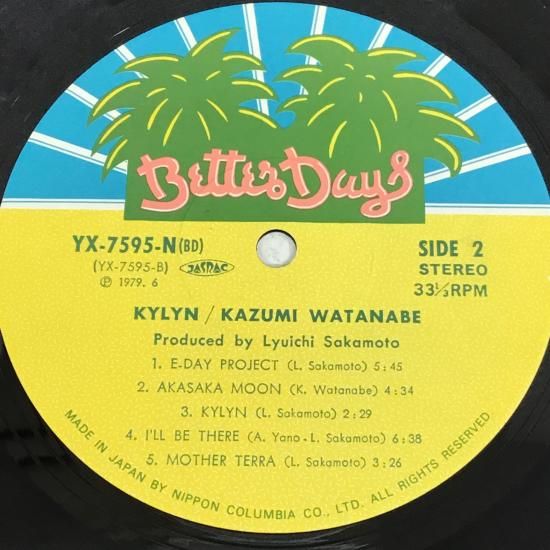 Better Days
YX-7595-N(BD)
(YX-7595-B) JASRAC
Ⓟ 1979. 6
SIDE 2
STEREO
33⅓RPM
KYLYN / KAZUMI WATANABE
Produced by Lyuichi Sakamoto
1. E-DAY PROJECT (L. Sakamoto) 5:45
2. AKASAKA MOON (K. Watanabe) 4:34
3. KYLYN (L. Sakamoto) 2:29
4. I'LL BE THERE (A. Yano・L. Sakamoto) 6:38
5. MOTHER TERRA (L. Sakamoto) 3:26
MADE IN JAPAN BY NIPPON COLUMBIA CO., LTD. ALL RIGHTS RESERVED